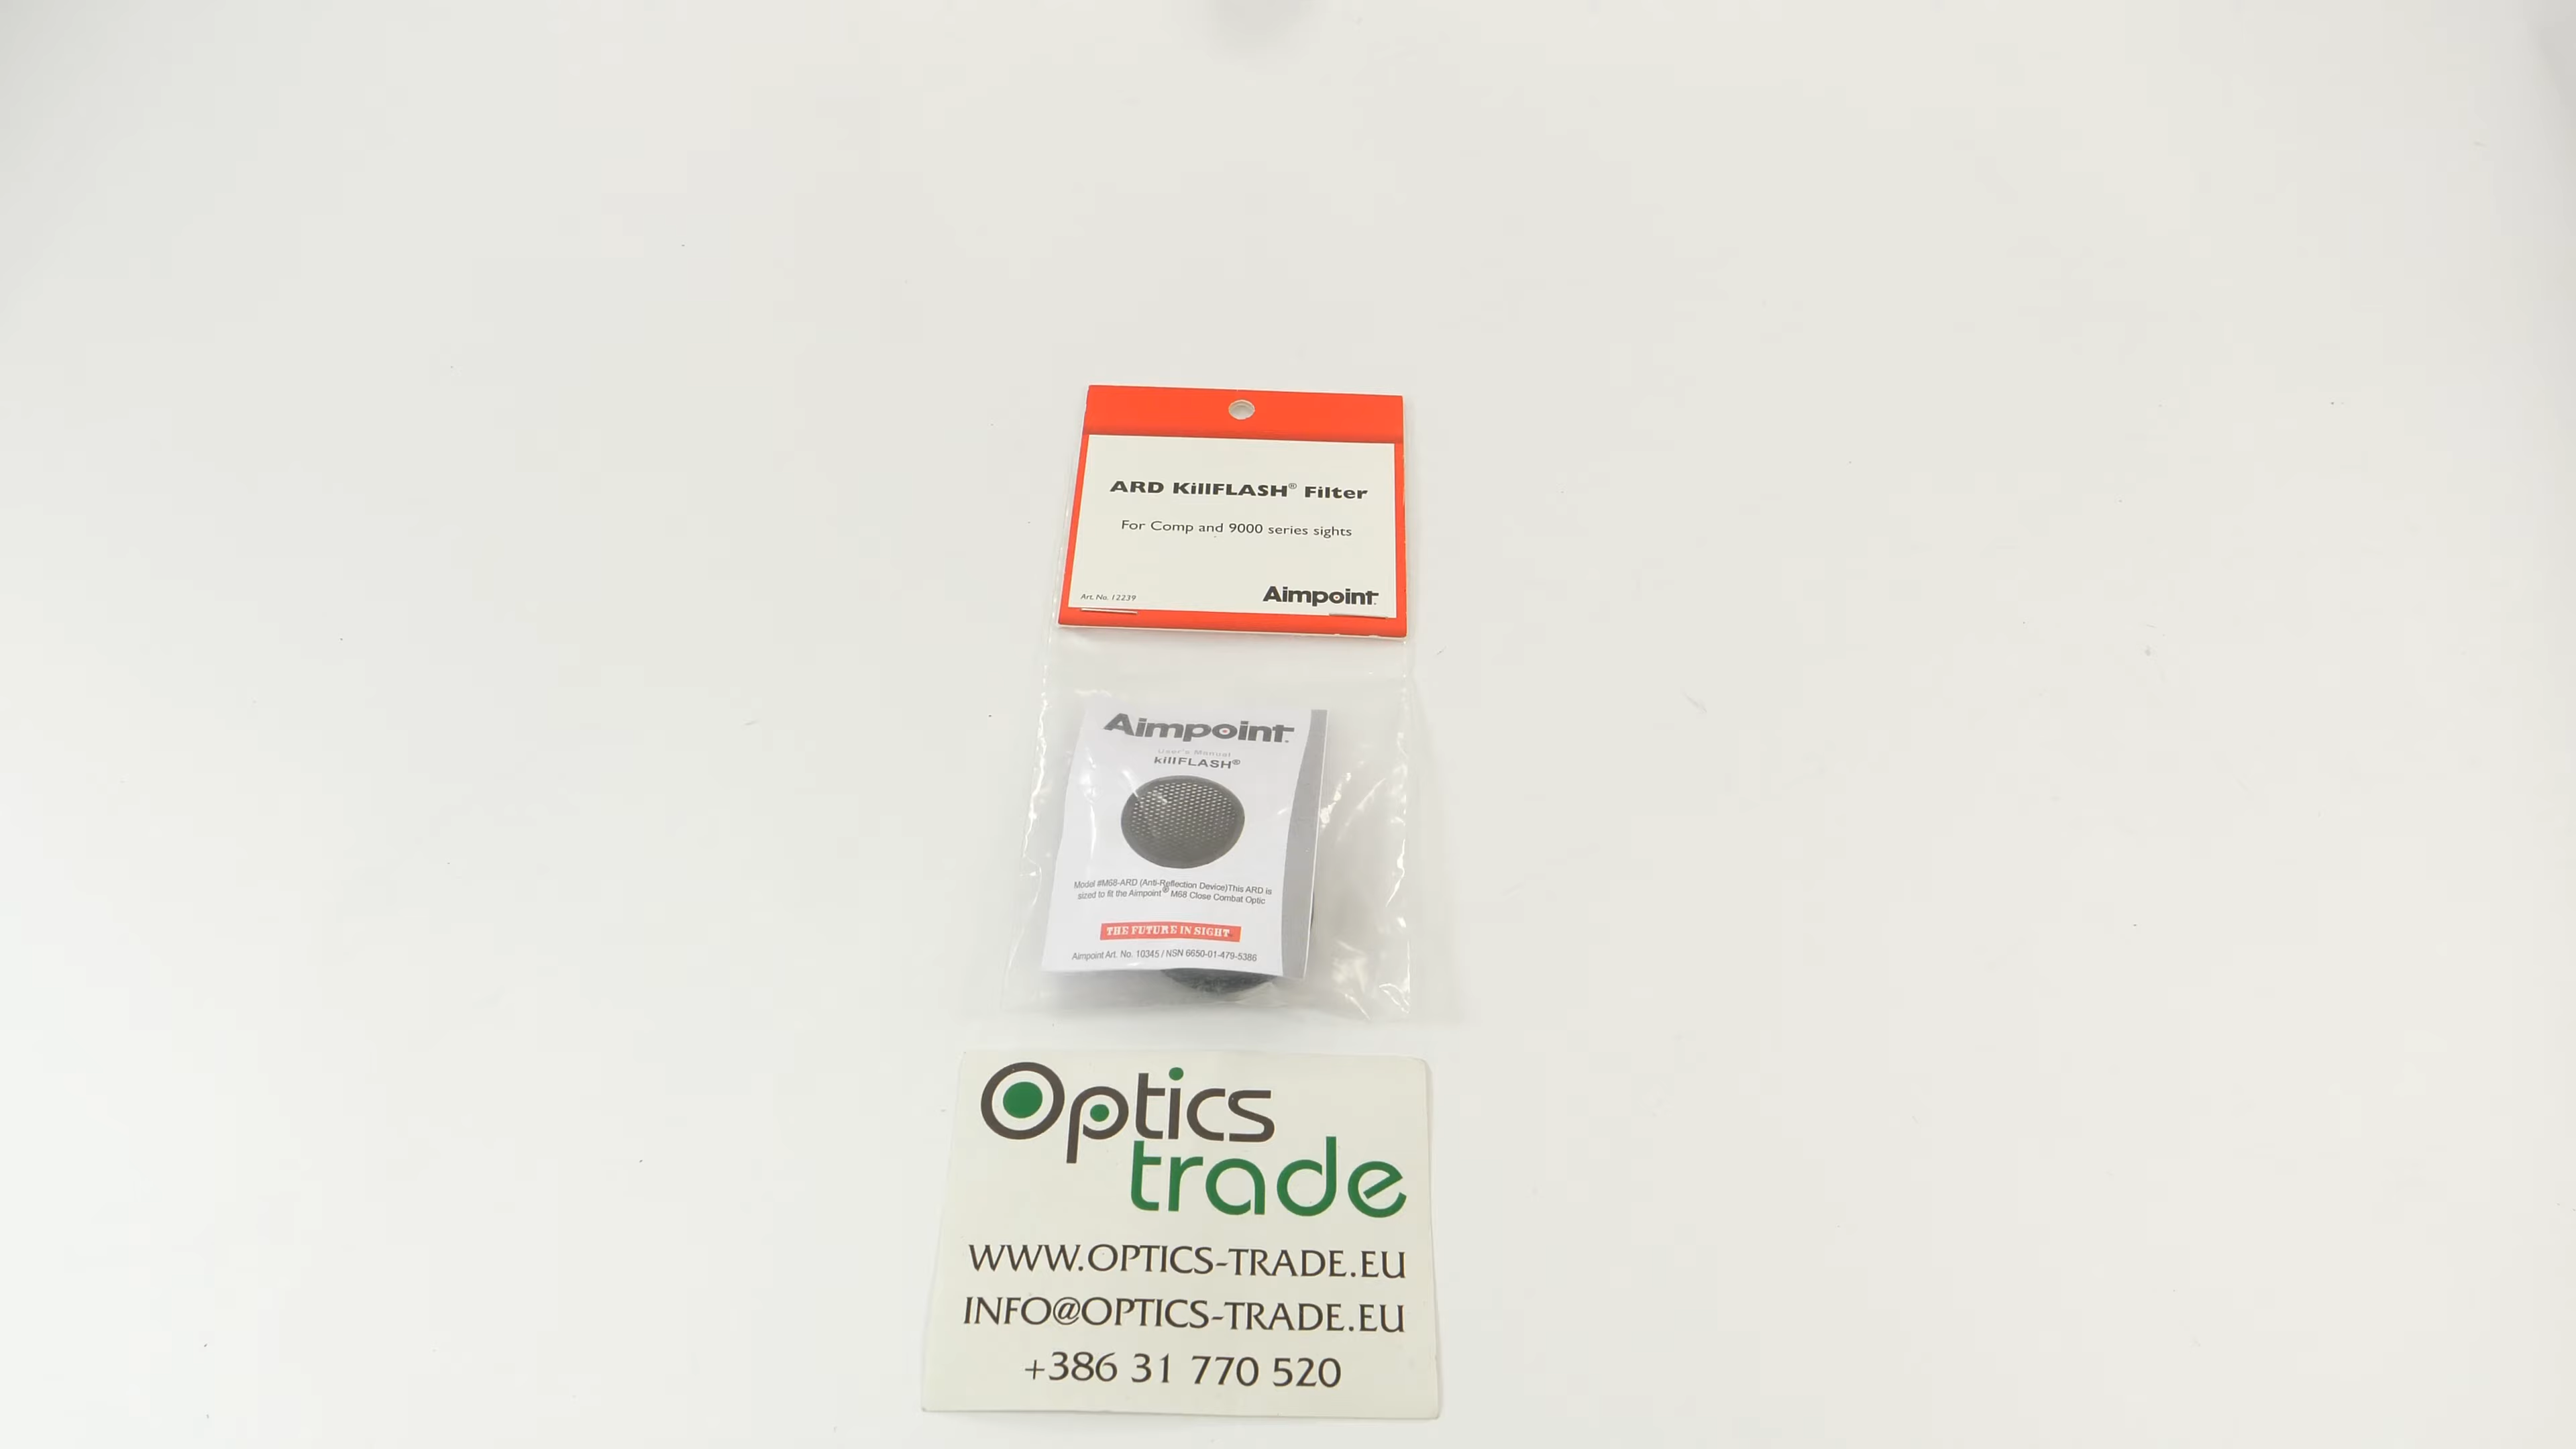 ARD KillFLASH® Filter
For Comp and 9000 series sights
Art. No. 12239
Aimpoint
Aimpoint
User's Manual
killFLASH®
Model #M68-ARD (Anti-Reflection Device)This ARD is
sized to fit the Aimpoint® M68 Close Combat Optic
THE FUTURE IN SIGHT
Aimpoint Art. No. 10345 / NSN 6650-01-479-5386
Optics
trade
WWW.OPTICS-TRADE.EU
INFO@OPTICS-TRADE.EU
+386 31 770 520